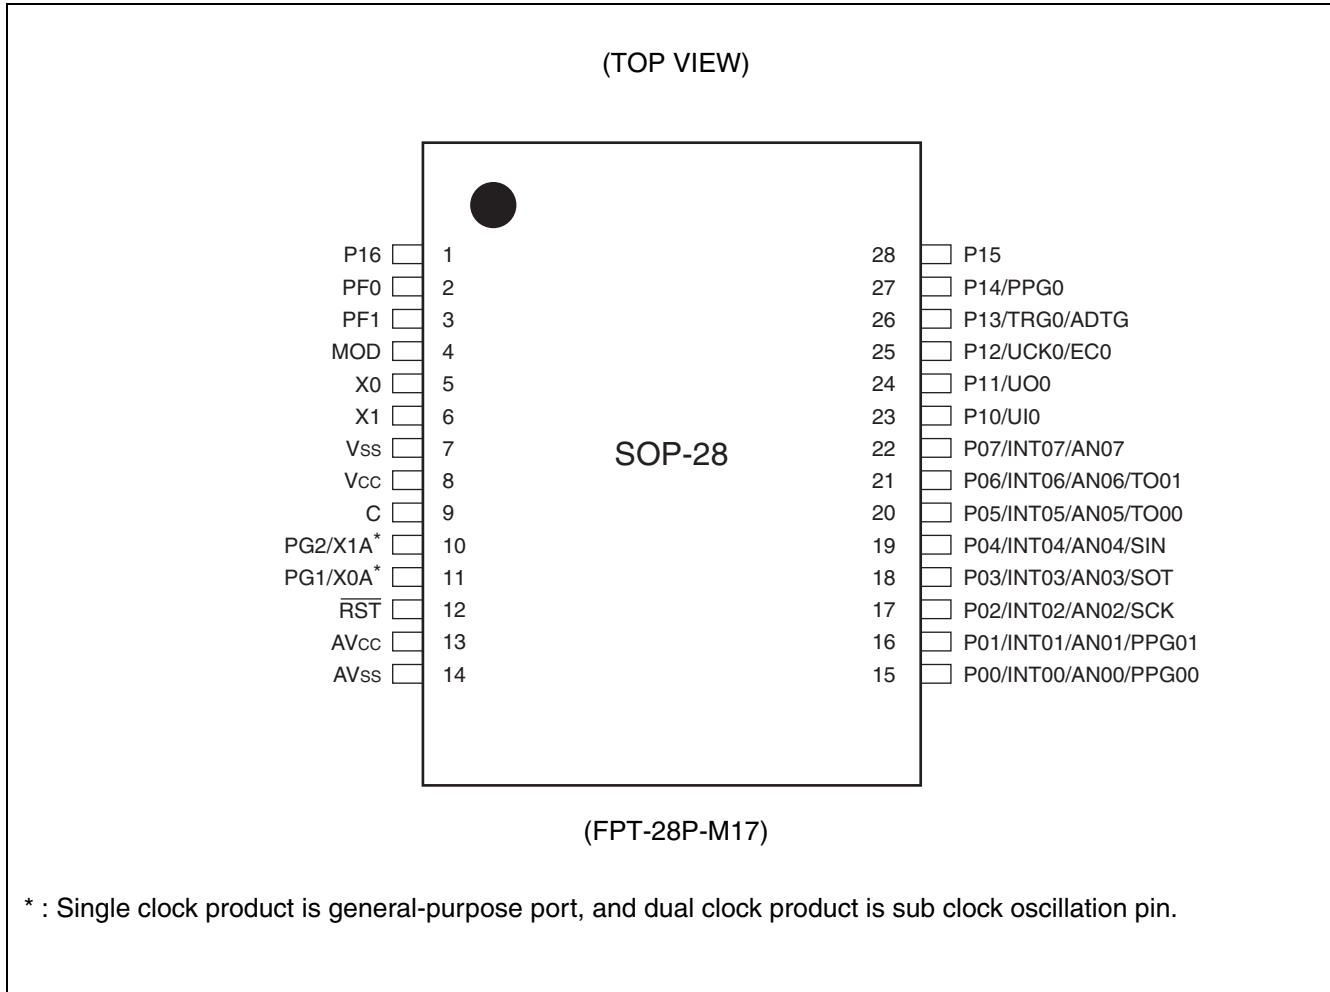 (TOP VIEW)
P16 1 28 P15
PF0 2 27 P14/PPG0
PF1 3 26 P13/TRG0/ADTG
MOD 4 25 P12/UCK0/EC0
X0 5 24 P11/UO0
X1 6 23 P10/UI0
Vss 7 22 P07/INT07/AN07
Vcc 8 21 P06/INT06/AN06/TO01
C 9 20 P05/INT05/AN05/TO00
PG2/X1A* 10 19 P04/INT04/AN04/SIN
PG1/X0A* 11 18 P03/INT03/AN03/SOT
R̅S̅T̅ 12 17 P02/INT02/AN02/SCK
AVcc 13 16 P01/INT01/AN01/PPG01
AVss 14 15 P00/INT00/AN00/PPG00
SOP-28
(FPT-28P-M17)
* : Single clock product is general-purpose port, and dual clock product is sub clock oscillation pin.